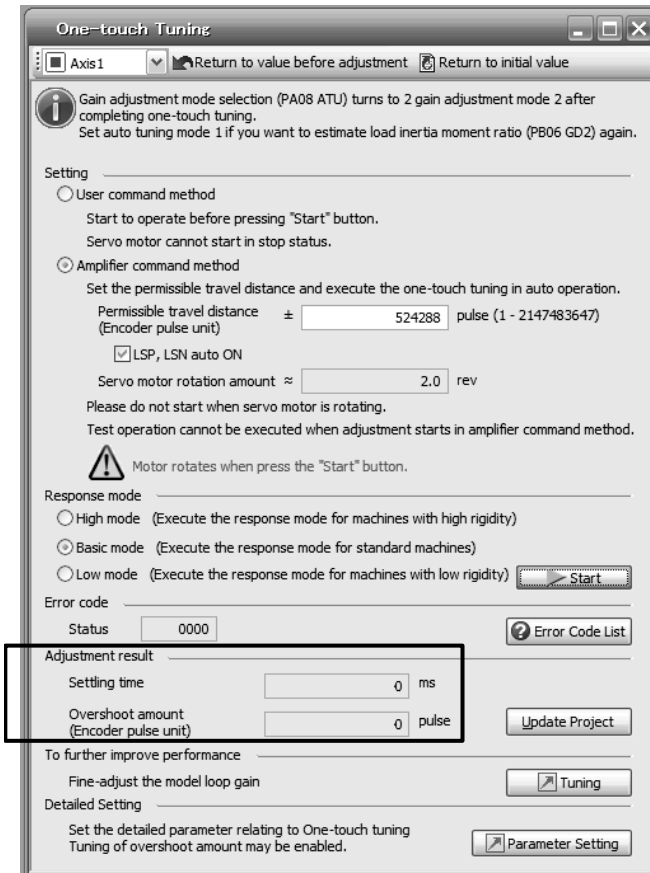 One-touch Tuning
Axis1 Return to value before adjustment Return to initial value
Gain adjustment mode selection (PA08 ATU) turns to 2 gain adjustment mode 2 after
completing one-touch tuning.
Set auto tuning mode 1 if you want to estimate load inertia moment ratio (PB06 GD2) again.
Setting
User command method
Start to operate before pressing "Start" button.
Servo motor cannot start in stop status.
Amplifier command method
Set the permissible travel distance and execute the one-touch tuning in auto operation.
Permissible travel distance ± 524288 pulse (1 - 2147483647)
(Encoder pulse unit)
LSP, LSN auto ON
Servo motor rotation amount ≈ 2.0 rev
Please do not start when servo motor is rotating.
Test operation cannot be executed when adjustment starts in amplifier command method.
Motor rotates when press the "Start" button.
Response mode
High mode (Execute the response mode for machines with high rigidity)
Basic mode (Execute the response mode for standard machines)
Low mode (Execute the response mode for machines with low rigidity) Start
Error code
Status 0000 Error Code List
Adjustment result
Settling time 0 ms
Overshoot amount 0 pulse Update Project
(Encoder pulse unit)
To further improve performance
Fine-adjust the model loop gain Tuning
Detailed Setting
Set the detailed parameter relating to One-touch tuning
Tuning of overshoot amount may be enabled. Parameter Setting